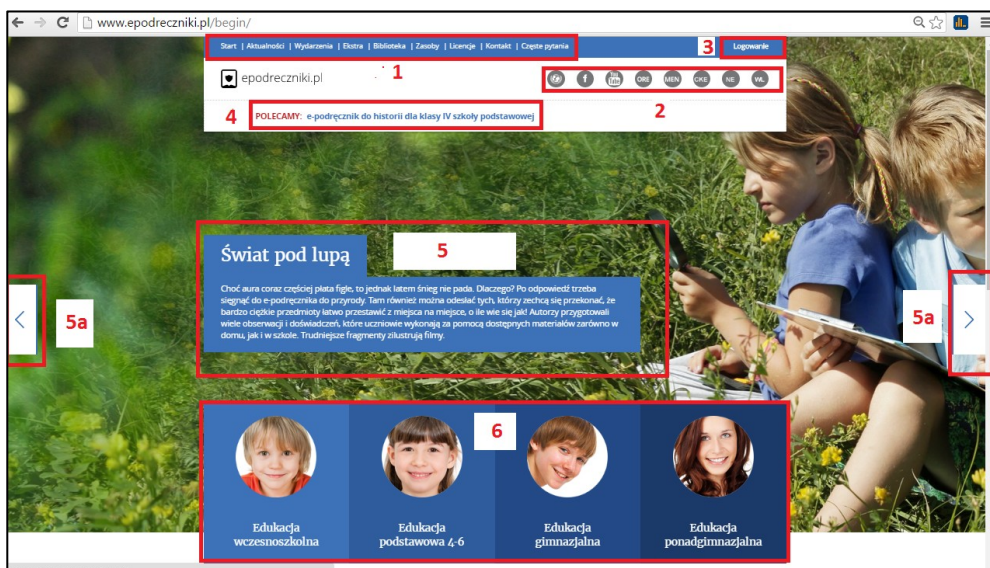 www.epodreczniki.pl/begin/
Start | Aktualności | Wydarzenia | Ekstra | Biblioteka | Zasoby | Licencje | Kontakt | Częste pytania
3
Logowanie
epodreczniki.pl
1
f
You Tube
ORE
MEN
CKE
NE
WL
2
4
POLECAMY: e-podręcznik do historii dla klasy IV szkoły podstawowej
5
Świat pod lupą
Choć aura coraz częściej płata figle, to jednak latem śnieg nie pada. Dlaczego? Po odpowiedź trzeba
sięgnąć do e-podręcznika do przyrody. Tam również można odesłać tych, którzy zechcą się przekonać, że
bardzo ciężkie przedmioty łatwo przestawić z miejsca na miejsce, o ile wie się jak! Autorzy przygotowali
wiele obserwacji i doświadczeń, które uczniowie wykonają za pomocą dostępnych materiałów zarówno w
domu, jak i w szkole. Trudniejsze fragmenty zilustrują filmy.
5a
5a
6
Edukacja
wczesnoszkolna
Edukacja
podstawowa 4-6
Edukacja
gimnazjalna
Edukacja
ponadgimnazjalna